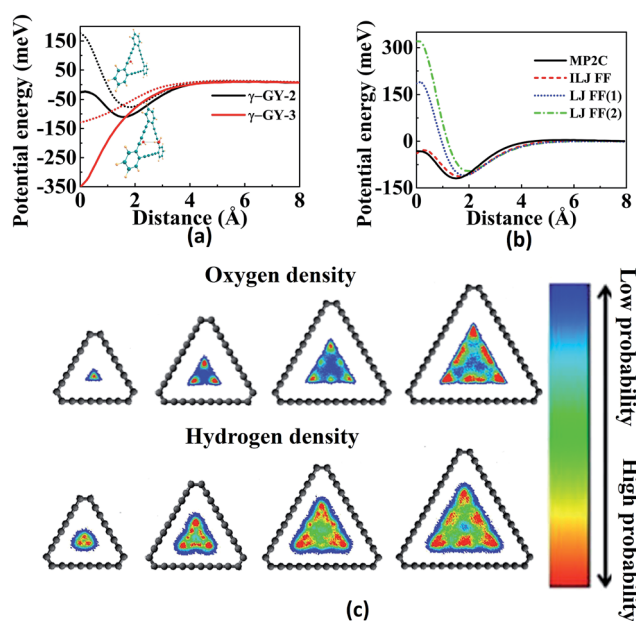 Potential energy (meV)
150
50
-50
-150
-250
-350
0 2 4 6 8
Distance (Å)
γ-GY-2
γ-GY-3
(a)
Potential energy (meV)
300
150
0
-150
0 2 4 6 8
Distance (Å)
MP2C
ILJ FF
LJ FF(1)
LJ FF(2)
(b)
Oxygen density
Hydrogen density
Low probability
High probability
(c)